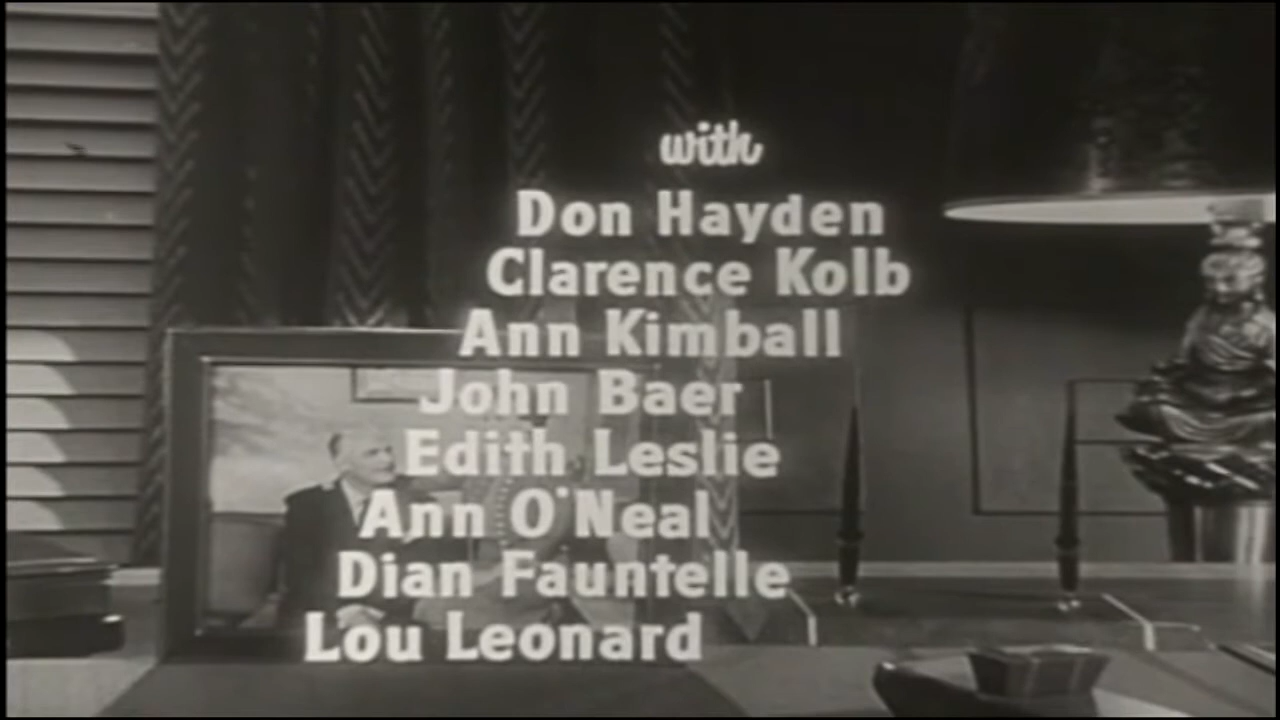 with
Don Hayden
Clarence Kolb
Ann Kimball
John Baer
Edith Leslie
Ann O'Neal
Dian Fauntelle
Lou Leonard